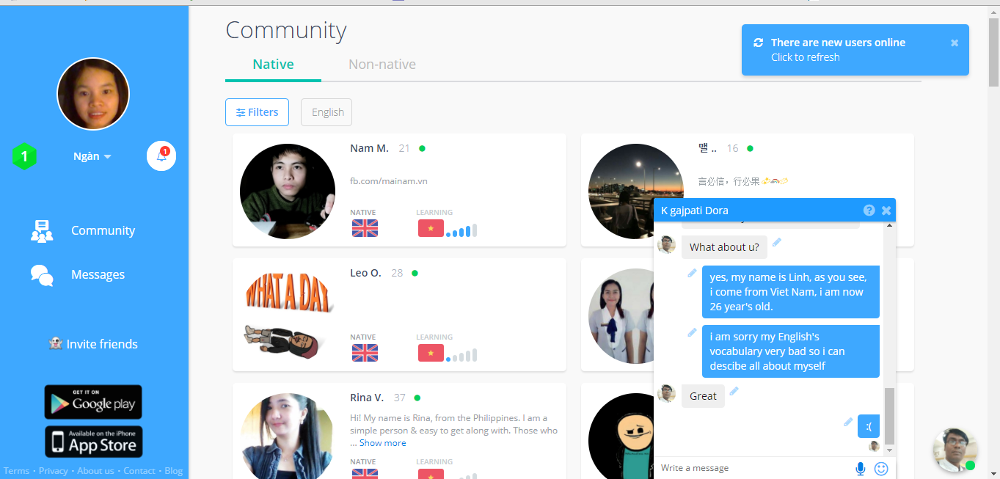 Community
There are new users online
Click to refresh
Native
Non-native
Filters
English
1
Ngàn
1
Community
Messages
Invite friends
GET IT ON
Google play
Available on the iPhone
App Store
Terms · Privacy · About us · Contact · Blog
Nam M. 21
fb.com/mainam.vn
NATIVE LEARNING
맬 .. 16
言必信，行必果
WHAT A DAY
Leo O. 28
NATIVE LEARNING
Rina V. 37
Hi! My name is Rina, from the Philippines. I am a
simple person & easy to get along with. Those who
... Show more
NATIVE LEARNING
K gajpati Dora
What about u?
yes, my name is Linh, as you see,
i come from Viet Nam, i am now
26 year's old.
i am sorry my English's
vocabulary very bad so i can
descibe all about myself
Great
:(
Write a message